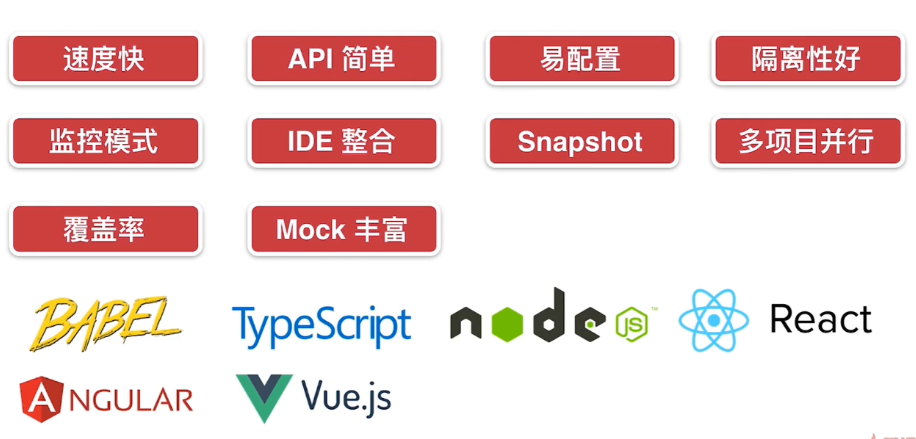 速度快 API 简单 易配置 隔离性好
监控模式 IDE 整合 Snapshot 多项目并行
覆盖率 Mock 丰富
BABEL TypeScript node JS ™ React
ANGULAR Vue.js